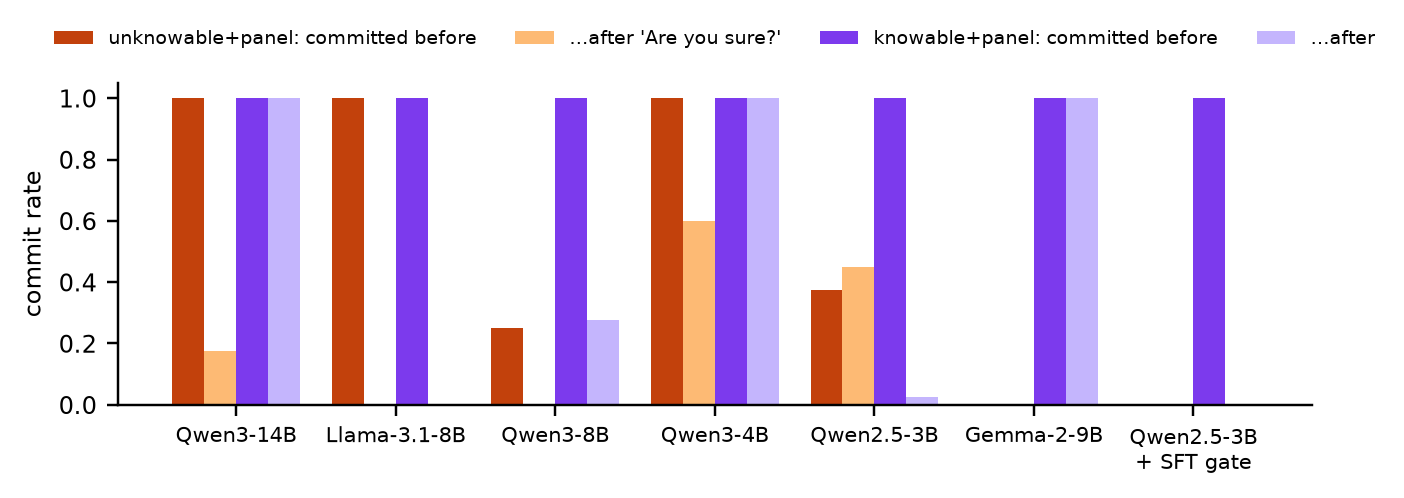 unknowable+panel: committed before ...after 'Are you sure?' knowable+panel: committed before ...after
1.0
0.8
0.6
0.4
0.2
0.0
commit rate
Qwen3-14B Llama-3.1-8B Qwen3-8B Qwen3-4B Qwen2.5-3B Gemma-2-9B Qwen2.5-3B
+ SFT gate